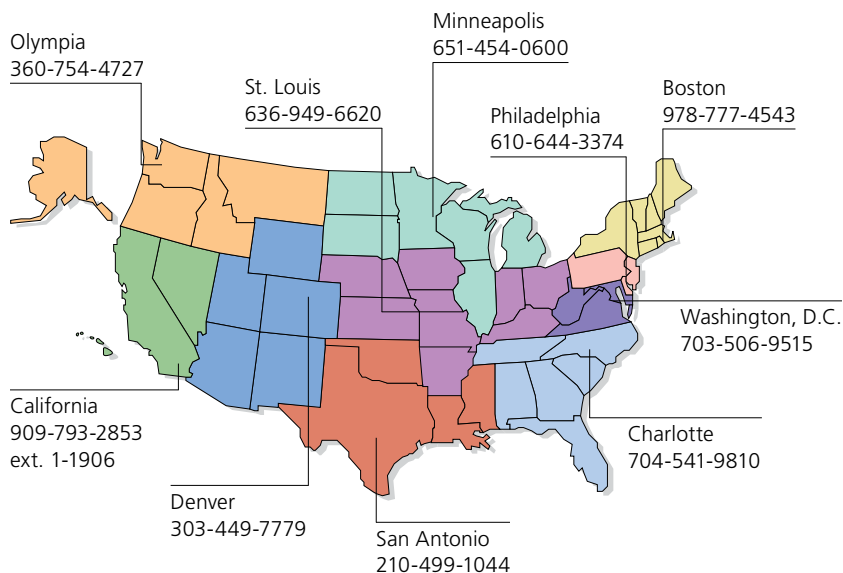 Olympia
360-754-4727
St. Louis
636-949-6620
Minneapolis
651-454-0600
Philadelphia
610-644-3374
Boston
978-777-4543
Washington, D.C.
703-506-9515
California
909-793-2853
ext. 1-1906
Charlotte
704-541-9810
Denver
303-449-7779
San Antonio
210-499-1044